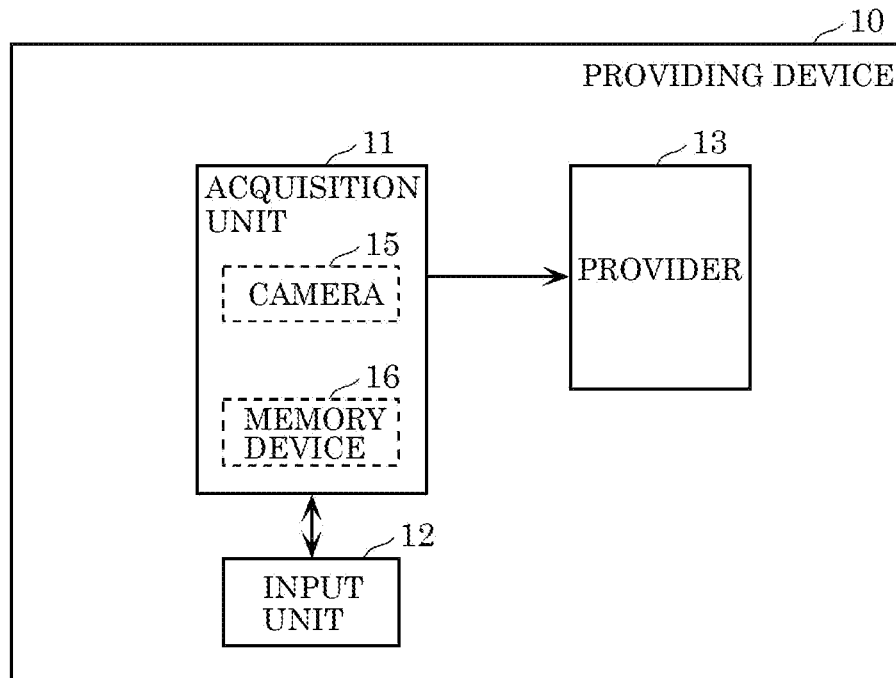 10
PROVIDING DEVICE
11
ACQUISITION
UNIT
15
CAMERA
16
MEMORY
DEVICE
13
PROVIDER
12
INPUT
UNIT